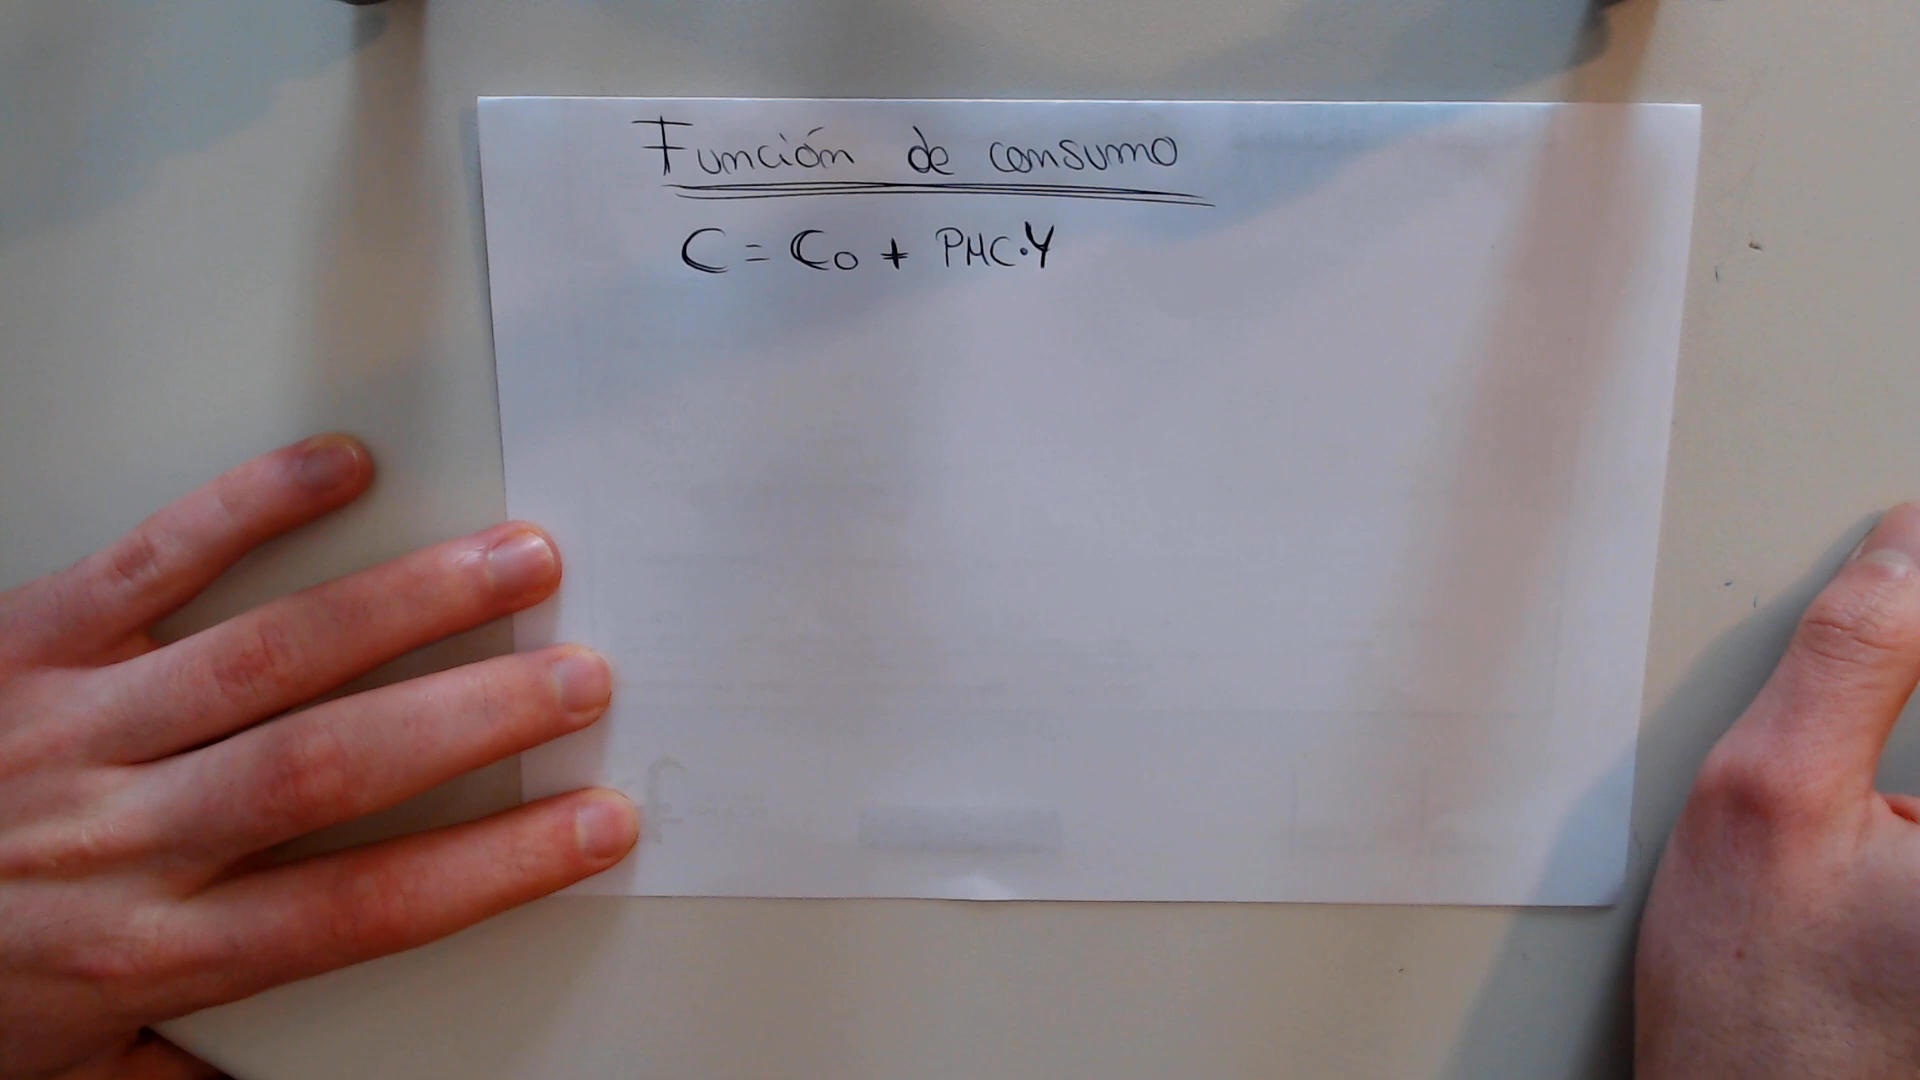 Función de consumo
C = C₀ + PMC·Y